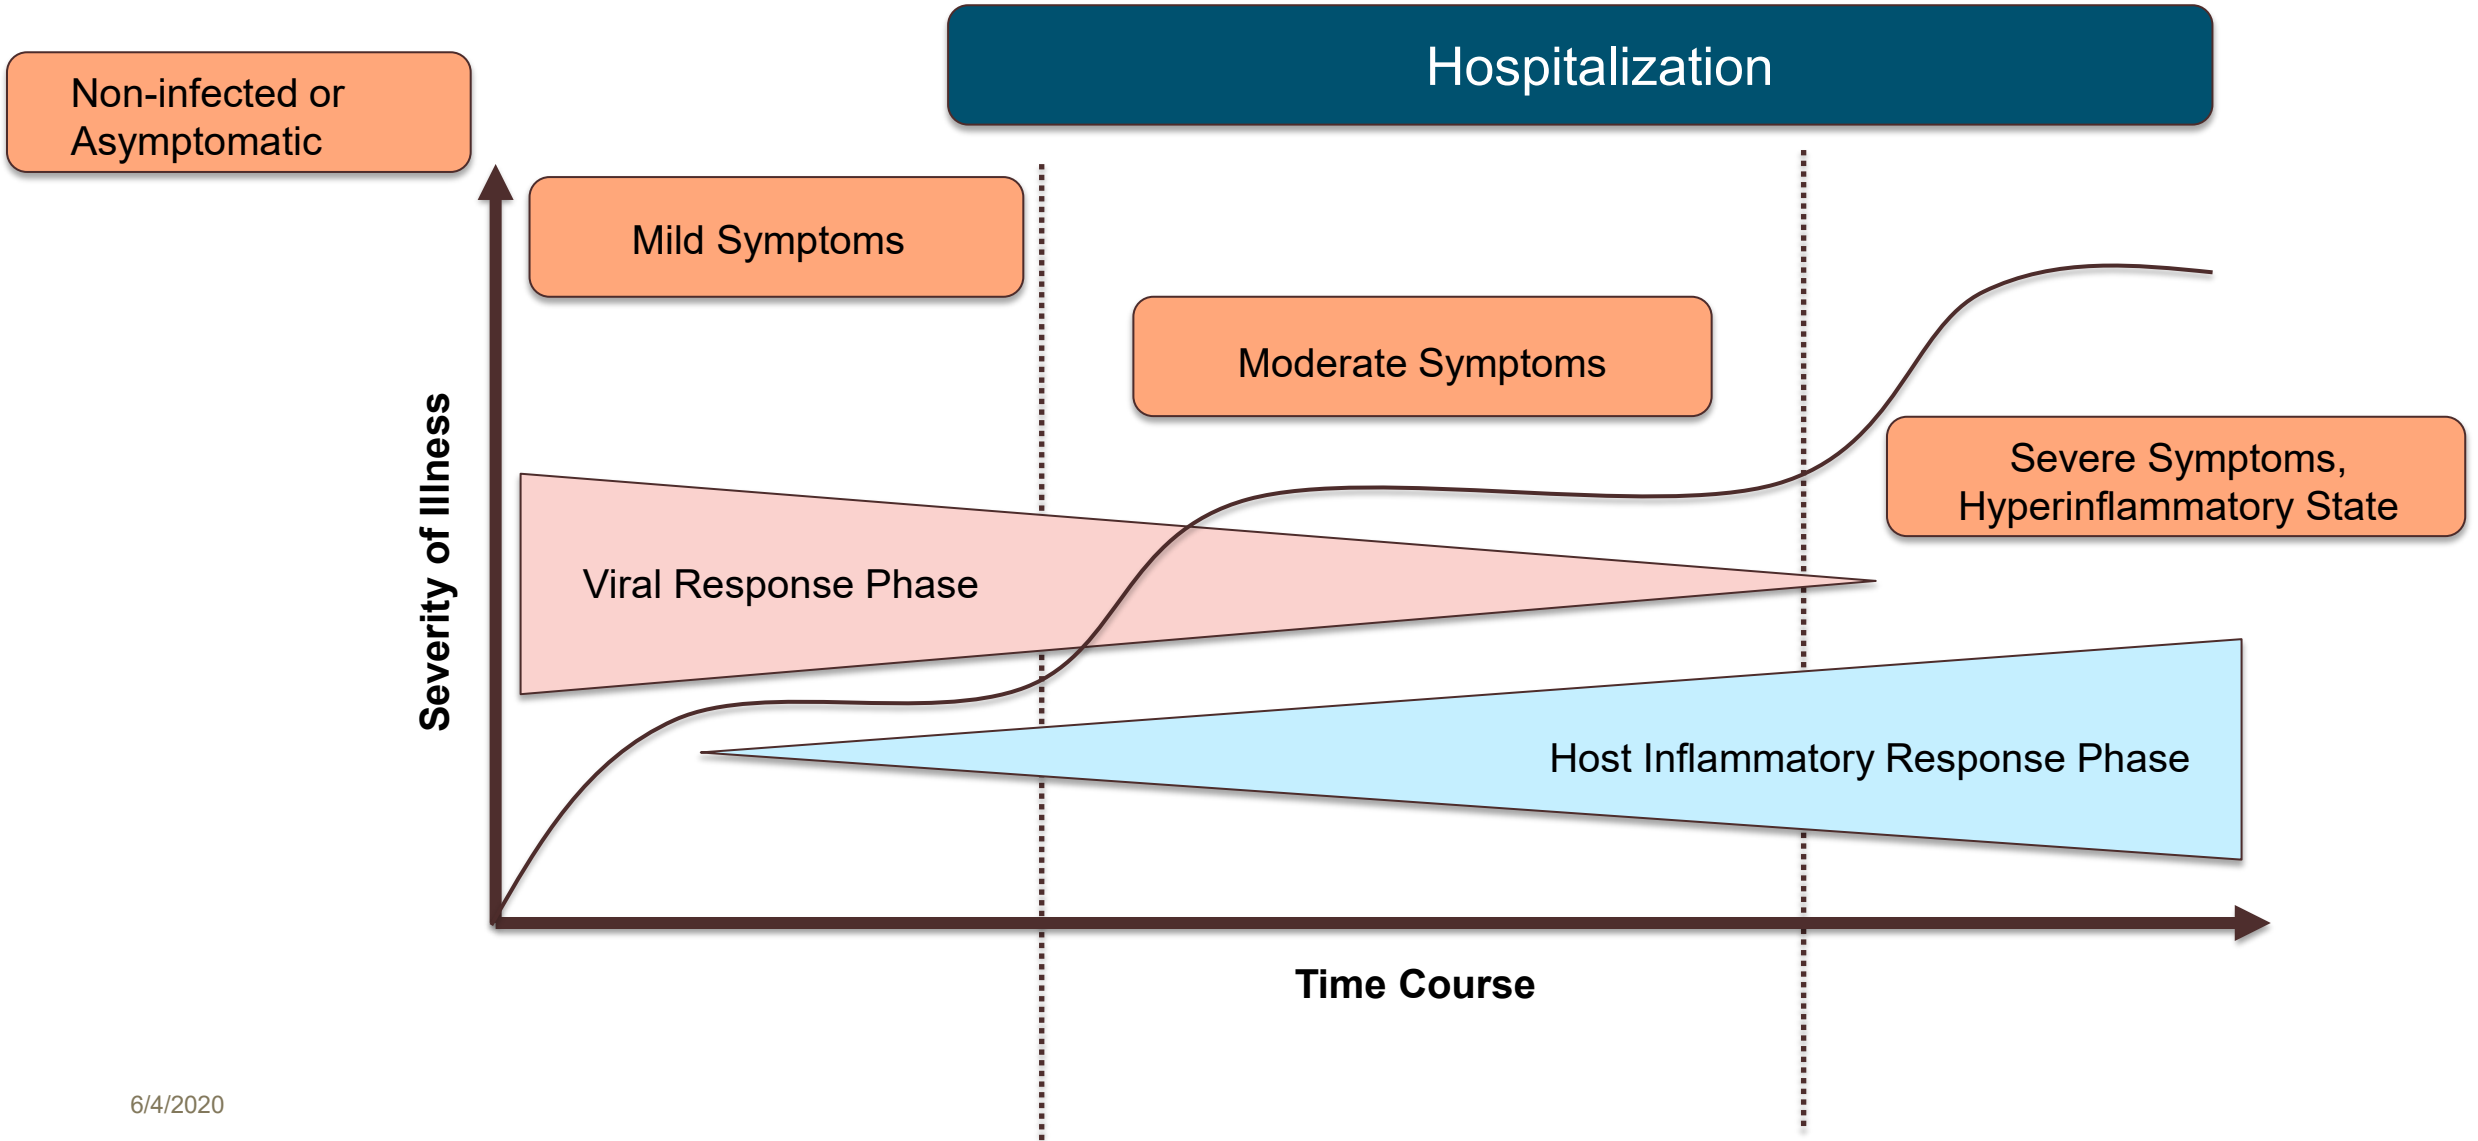 Hospitalization
Non-infected or
Asymptomatic
Mild Symptoms
Moderate Symptoms
Severe Symptoms,
Hyperinflammatory State
Severity of Illness
Viral Response Phase
Host Inflammatory Response Phase
Time Course
6/4/2020